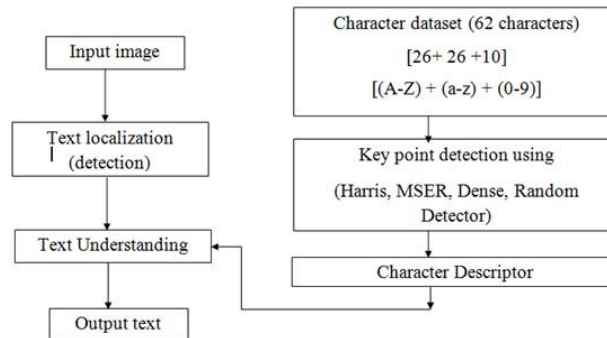 Input image
Text localization
(detection)
Text Understanding
Output text
Character dataset (62 characters)
[26+ 26 +10]
[(A-Z) + (a-z) + (0-9)]
Key point detection using
(Harris, MSER, Dense, Random
Detector)
Character Descriptor